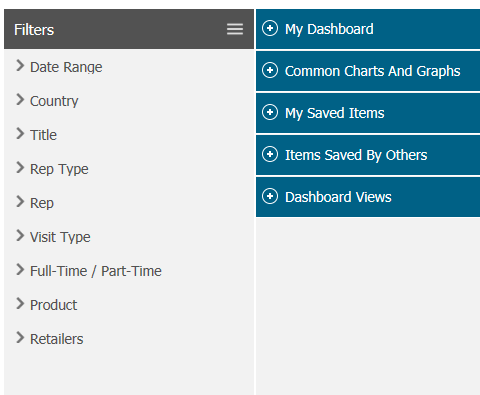 Filters
Date Range
Country
Title
Rep Type
Rep
Visit Type
Full-Time / Part-Time
Product
Retailers
My Dashboard
Common Charts And Graphs
My Saved Items
Items Saved By Others
Dashboard Views